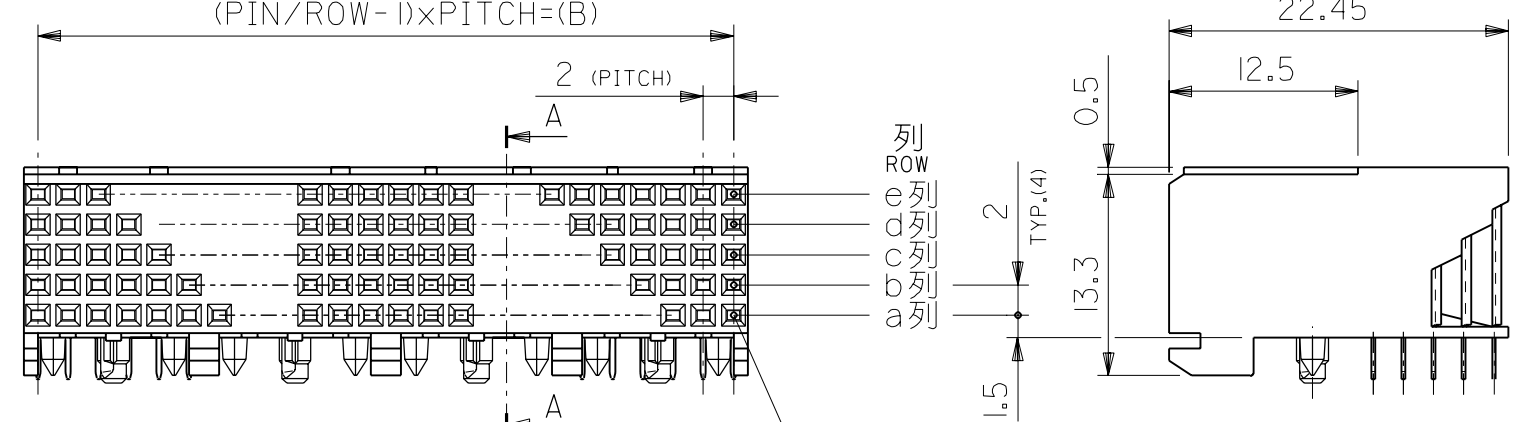 (PIN/ROW-1)xPITCH=(B)
22.45
2 (PITCH)
12.5
0.5
A
列
ROW
e列
d列
c列
b列
a列
2
TYP.(4)
13.3
1.5
A